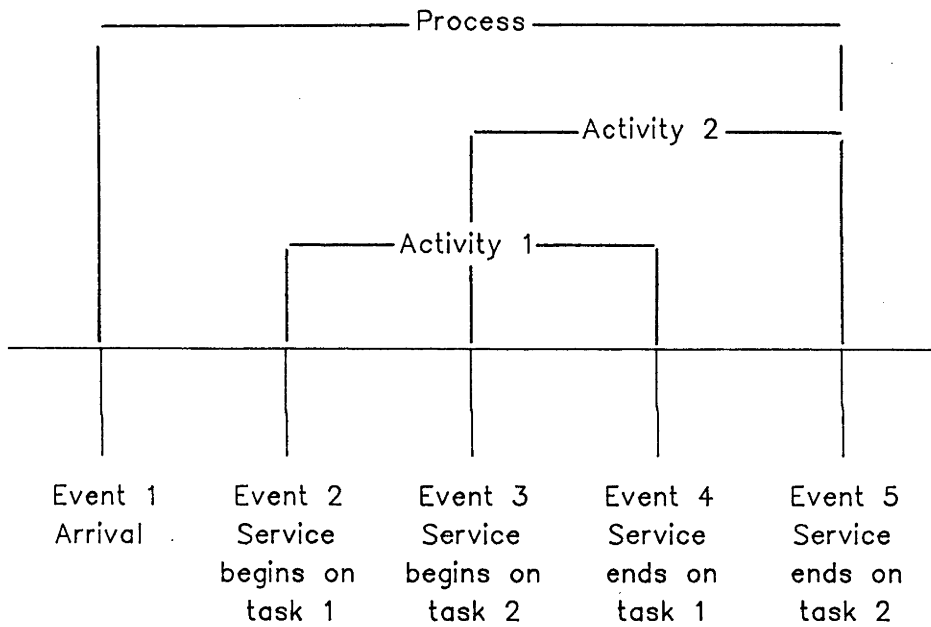 Process
Activity 2
Activity 1
Event 1
Arrival
Event 2
Service
begins on
task 1
Event 3
Service
begins on
task 2
Event 4
Service
ends on
task 1
Event 5
Service
ends on
task 2